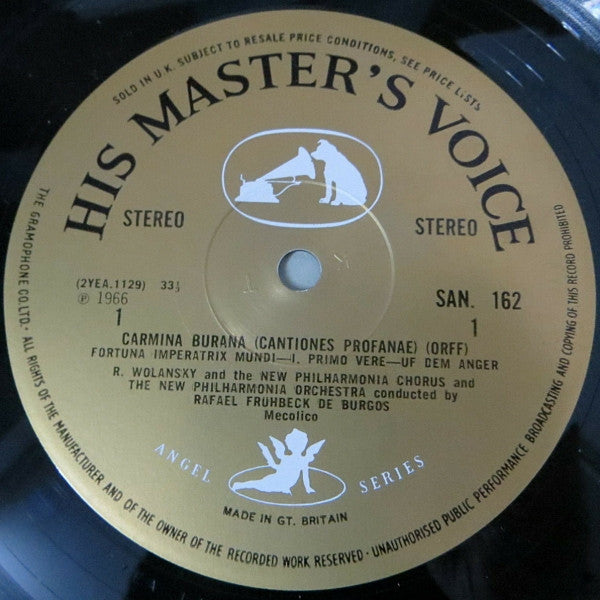 SOLD IN U.K. SUBJECT TO RESALE PRICE CONDITIONS, SEE PRICE LISTS
HIS MASTER'S VOICE
STEREO
STEREO
(2YEA.1129) 33⅓
℗ 1966
1
SAN. 162
1
CARMINA BURANA (CANTIONES PROFANAE) (ORFF)
FORTUNA IMPERATRIX MUNDI—I. PRIMO VERE—UF DEM ANGER
R. WOLANSKY and the NEW PHILHARMONIA CHORUS and
THE NEW PHILHARMONIA ORCHESTRA conducted by
RAFAEL FRUHBECK DE BURGOS
Mecolico
ANGEL SERIES
MADE IN GT. BRITAIN
THE GRAMOPHONE CO. LTD. · ALL RIGHTS OF THE MANUFACTURER AND OF THE OWNER OF THE RECORDED WORK RESERVED · UNAUTHORISED PUBLIC PERFORMANCE BROADCASTING AND COPYING OF THIS RECORD PROHIBITED
K
T